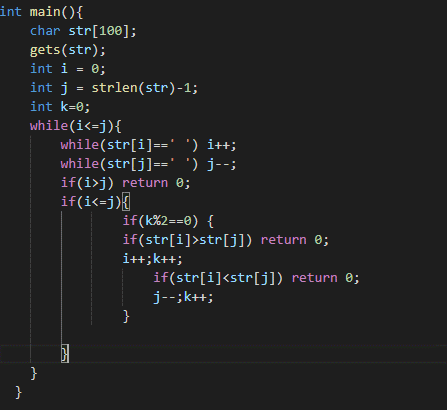 int main(){
char str[100];
gets(str);
int i = 0;
int j = strlen(str)-1;
int k=0;
while(i<=j){
while(str[i]==' ') i++;
while(str[j]==' ') j--;
if(i>j) return 0;
if(i<=j){
if(k%2==0) {
if(str[i]>str[j]) return 0;
i++;k++;
if(str[i]<str[j]) return 0;
j--;k++;
}
}
}
}